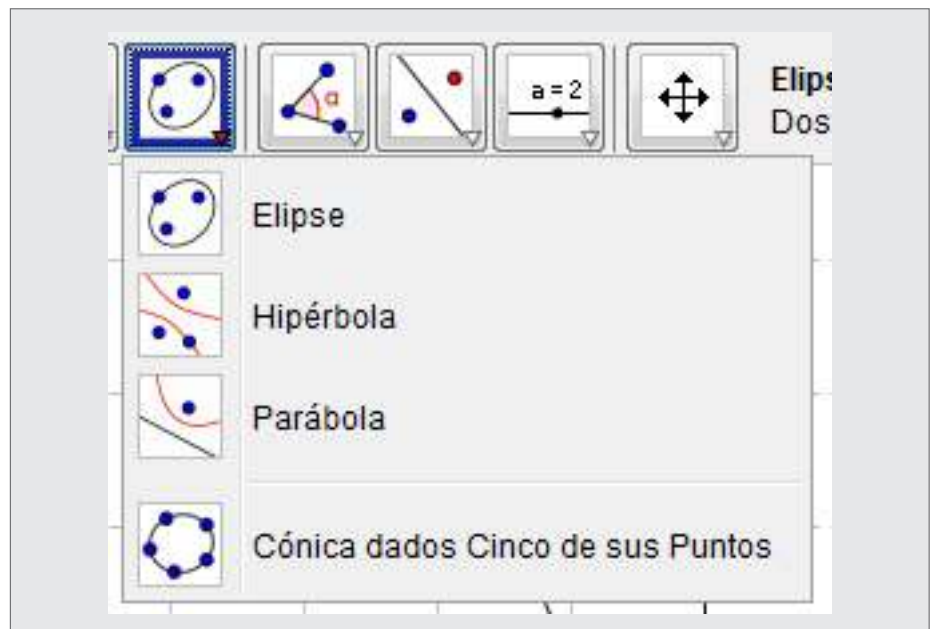 α
a = 2
Elips
Dos
Elipse
Hipérbola
Parábola
Cónica dados Cinco de sus Puntos